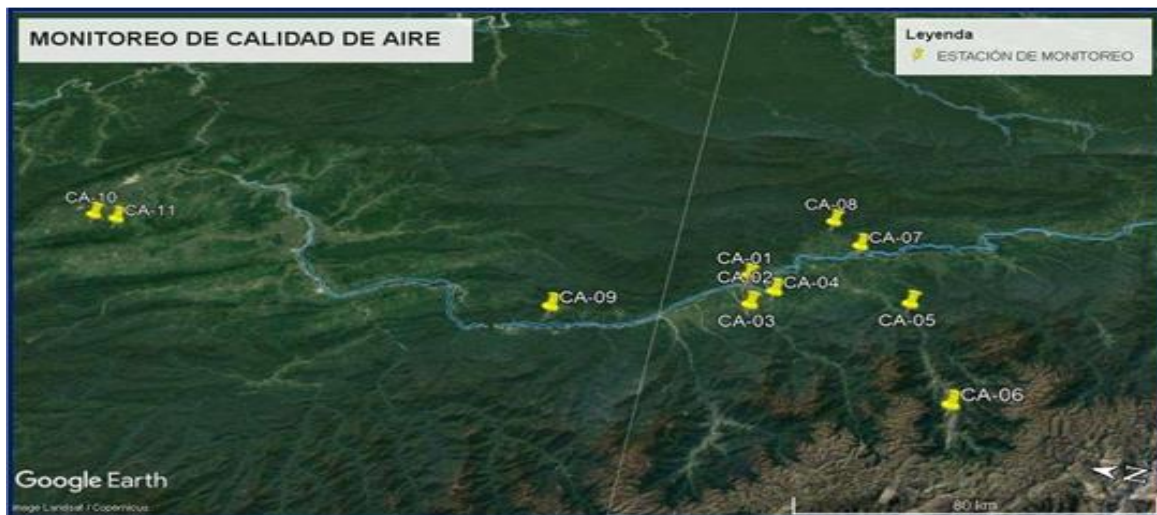 MONITOREO DE CALIDAD DE AIRE
Leyenda
ESTACIÓN DE MONITOREO
CA-10
CA-11
CA-08
CA-07
CA-01
CA-02
CA-04
CA-09
CA-03
CA-05
CA-06
Google Earth
Image Landsat / Copernicus
80 km
N